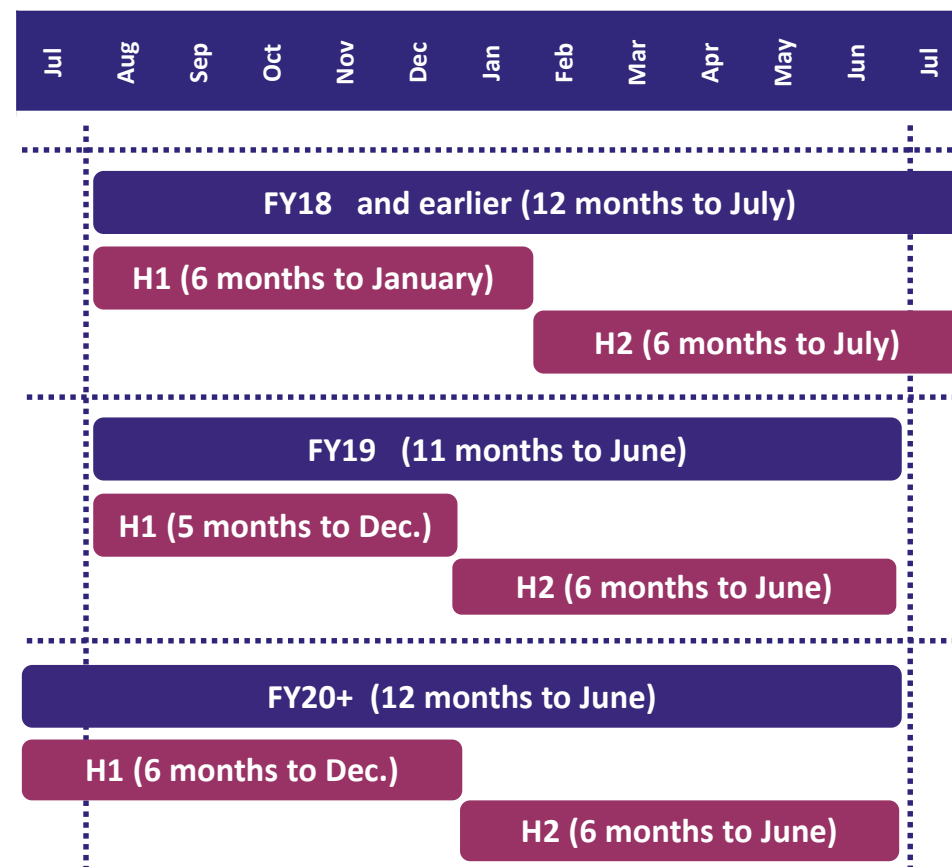 Jul Aug Sep Oct Nov Dec Jan Feb Mar Apr May Jun Jul
FY18 and earlier (12 months to July)
H1 (6 months to January)
H2 (6 months to July)
FY19 (11 months to June)
H1 (5 months to Dec.)
H2 (6 months to June)
FY20+ (12 months to June)
H1 (6 months to Dec.)
H2 (6 months to June)